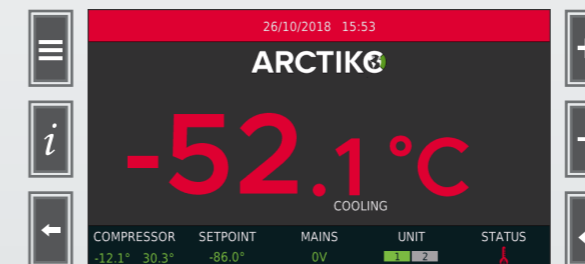 26/10/2018 15:53
ARCTIKO
i
-52.1 °C
COOLING
COMPRESSOR SETPOINT MAINS UNIT STATUS
-12.1° 30.3° -86.0° 0V 1 2